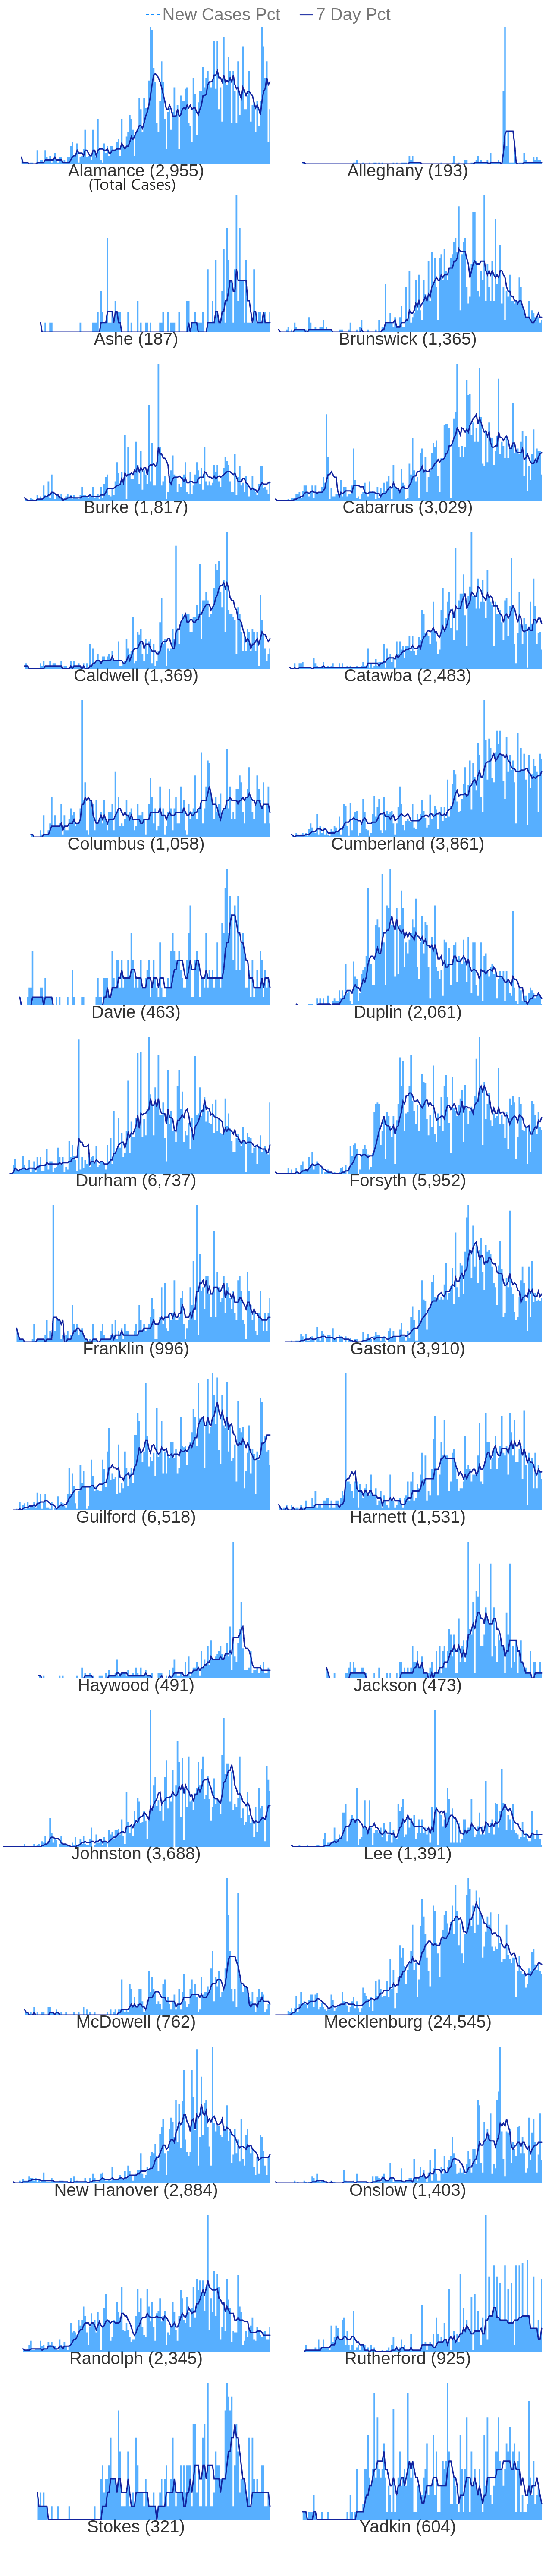 New Cases Pct 7 Day Pct
Alamance (2,955) Alleghany (193)
(Total Cases)
Ashe (187) Brunswick (1,365)
Burke (1,817) Cabarrus (3,029)
Caldwell (1,369) Catawba (2,483)
Columbus (1,058) Cumberland (3,861)
Davie (463) Duplin (2,061)
Durham (6,737) Forsyth (5,952)
Franklin (996) Gaston (3,910)
Guilford (6,518) Harnett (1,531)
Haywood (491) Jackson (473)
Johnston (3,688) Lee (1,391)
McDowell (762) Mecklenburg (24,545)
New Hanover (2,884) Onslow (1,403)
Randolph (2,345) Rutherford (925)
Stokes (321) Yadkin (604)